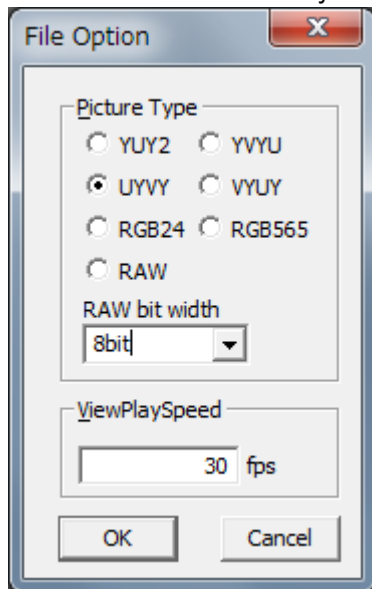 File Option
Picture Type
YUY2 YVYU
UYVY VYUY
RGB24 RGB565
RAW
RAW bit width
8bit
ViewPlaySpeed
30 fps
OK Cancel